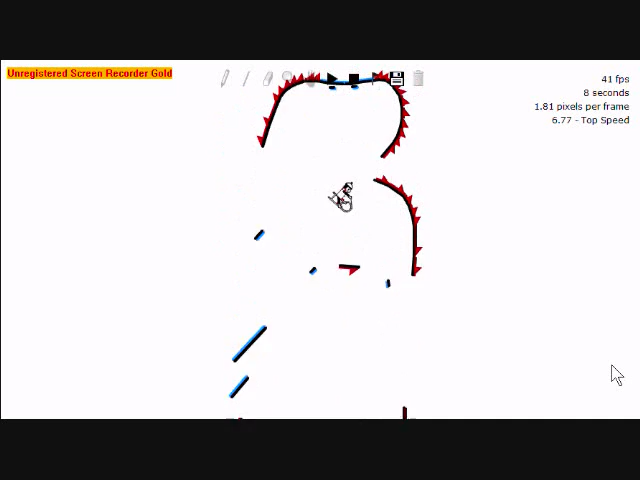 Unregistered Screen Recorder Gold
41 fps
8 seconds
1.81 pixels per frame
6.77 - Top Speed